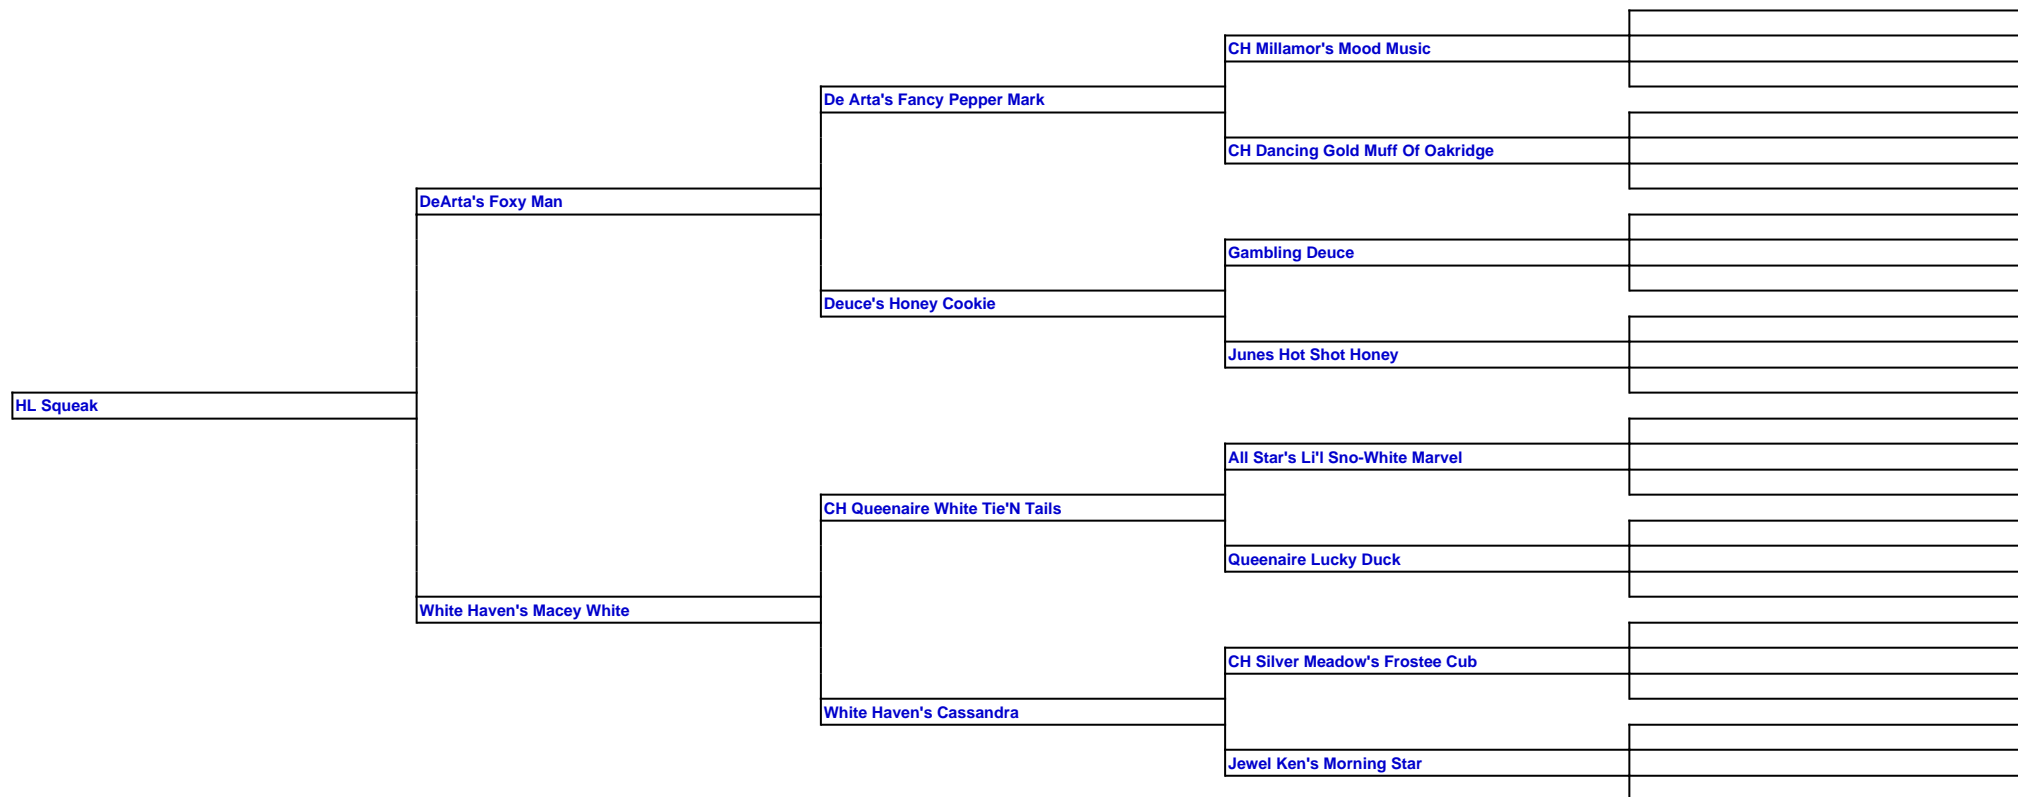 CH Millamor's Mood Music
De Arta's Fancy Pepper Mark
CH Dancing Gold Muff Of Oakridge
DeArta's Foxy Man
Gambling Deuce
Deuce's Honey Cookie
Junes Hot Shot Honey
HL Squeak
All Star's Li'l Sno-White Marvel
CH Queenaire White Tie'N Tails
Queenaire Lucky Duck
White Haven's Macey White
CH Silver Meadow's Frostee Cub
White Haven's Cassandra
Jewel Ken's Morning Star